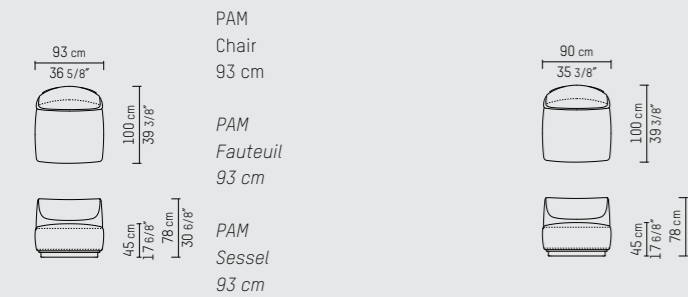 93 cm
36 5/8"
100 cm
39 3/8"
45 cm
17 6/8"
78 cm
30 6/8"
PAM
Chair
93 cm
PAM
Fauteuil
93 cm
PAM
Sessel
93 cm
90 cm
35 3/8"
100 cm
39 3/8"
45 cm
17 6/8"
78 cm